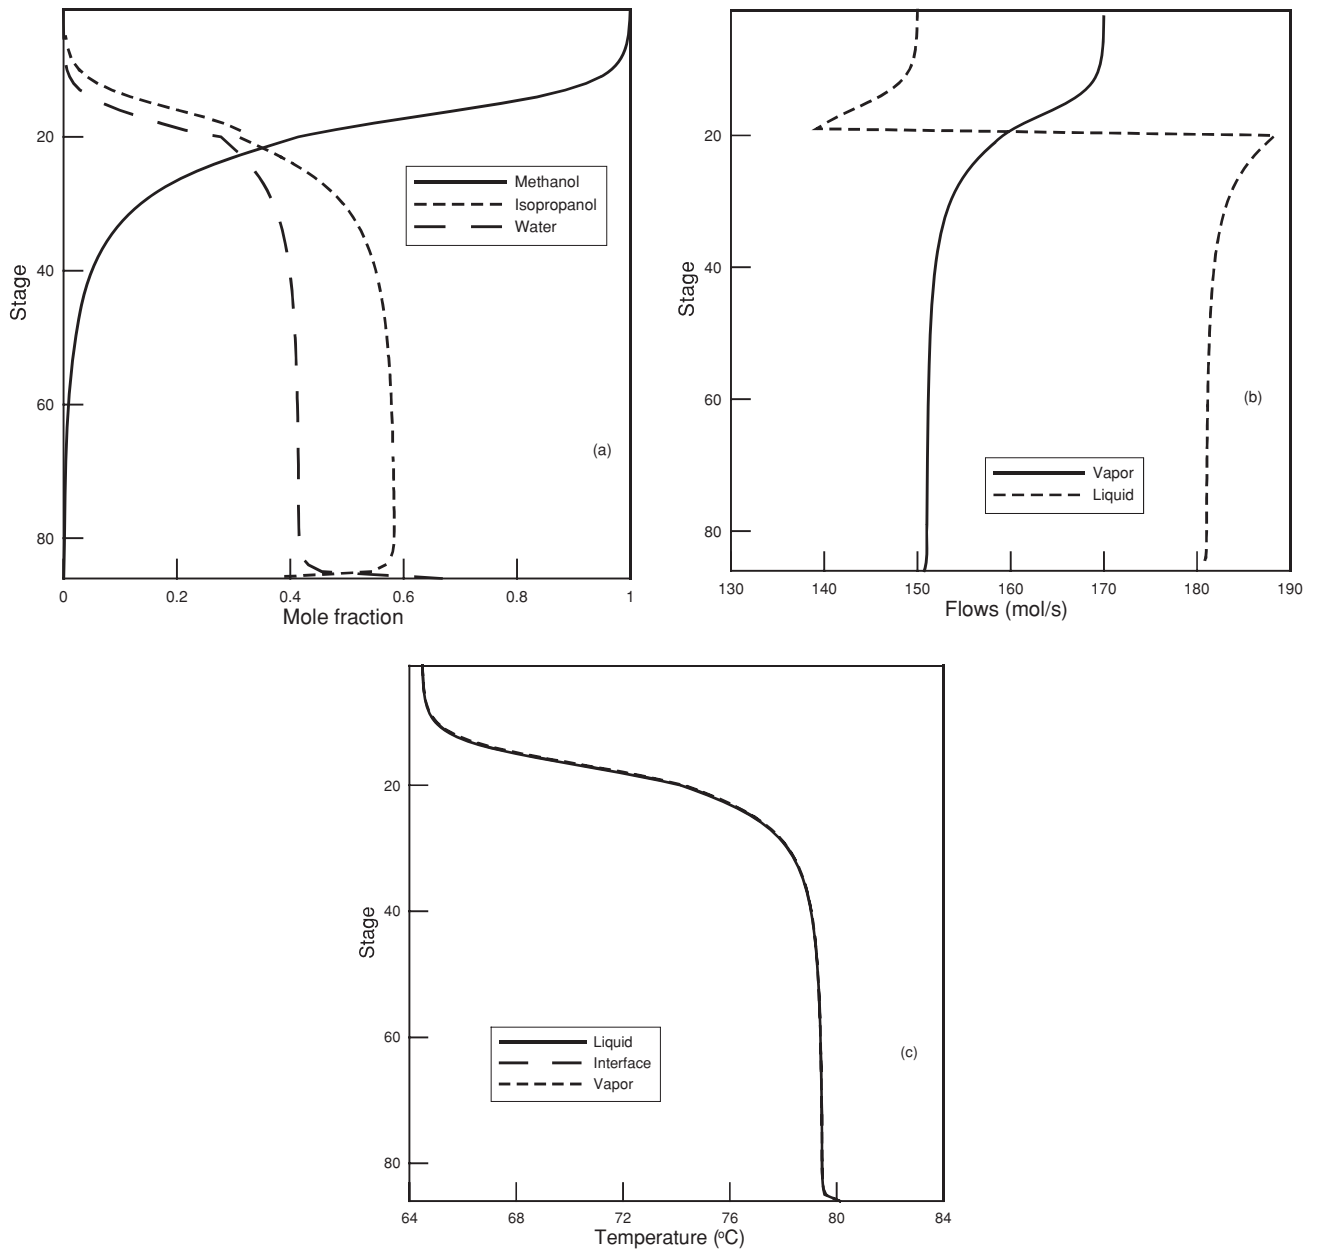 20
40
60
80
Stage
Methanol
Isopropanol
Water
(a)
0 0.2 0.4 0.6 0.8 1
Mole fraction
20
40
60
80
Stage
(b)
Vapor
Liquid
130 140 150 160 170 180 190
Flows (mol/s)
20
40
60
80
Stage
Liquid
Interface
Vapor
(c)
64 68 72 76 80 84
Temperature (°C)